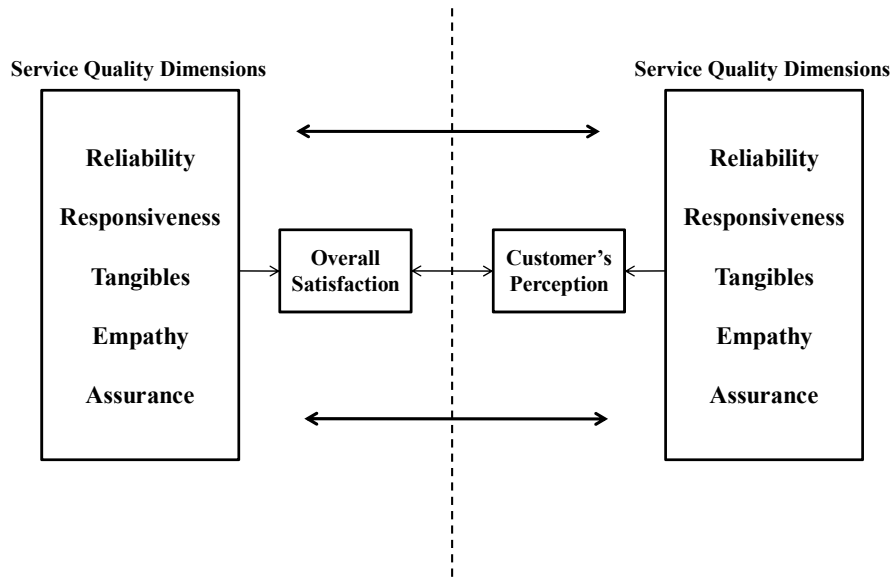 Service Quality Dimensions
Reliability
Responsiveness
Tangibles
Empathy
Assurance
Overall
Satisfaction
Customer's
Perception
Service Quality Dimensions
Reliability
Responsiveness
Tangibles
Empathy
Assurance